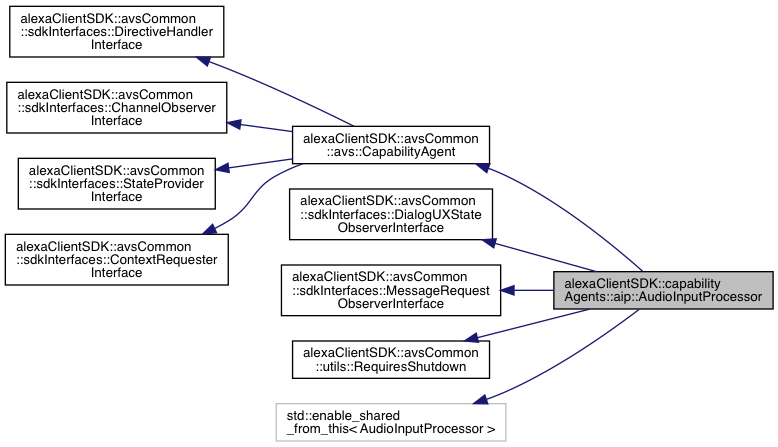 alexaClientSDK::avsCommon
::sdkInterfaces::DirectiveHandler
Interface
alexaClientSDK::avsCommon
::sdkInterfaces::ChannelObserver
Interface
alexaClientSDK::avsCommon
::sdkInterfaces::StateProvider
Interface
alexaClientSDK::avsCommon
::sdkInterfaces::ContextRequester
Interface
alexaClientSDK::avsCommon
::avs::CapabilityAgent
alexaClientSDK::avsCommon
::sdkInterfaces::DialogUXState
ObserverInterface
alexaClientSDK::avsCommon
::sdkInterfaces::MessageRequest
ObserverInterface
alexaClientSDK::avsCommon
::utils::RequiresShutdown
std::enable_shared
_from_this< AudioInputProcessor >
alexaClientSDK::capability
Agents::aip::AudioInputProcessor